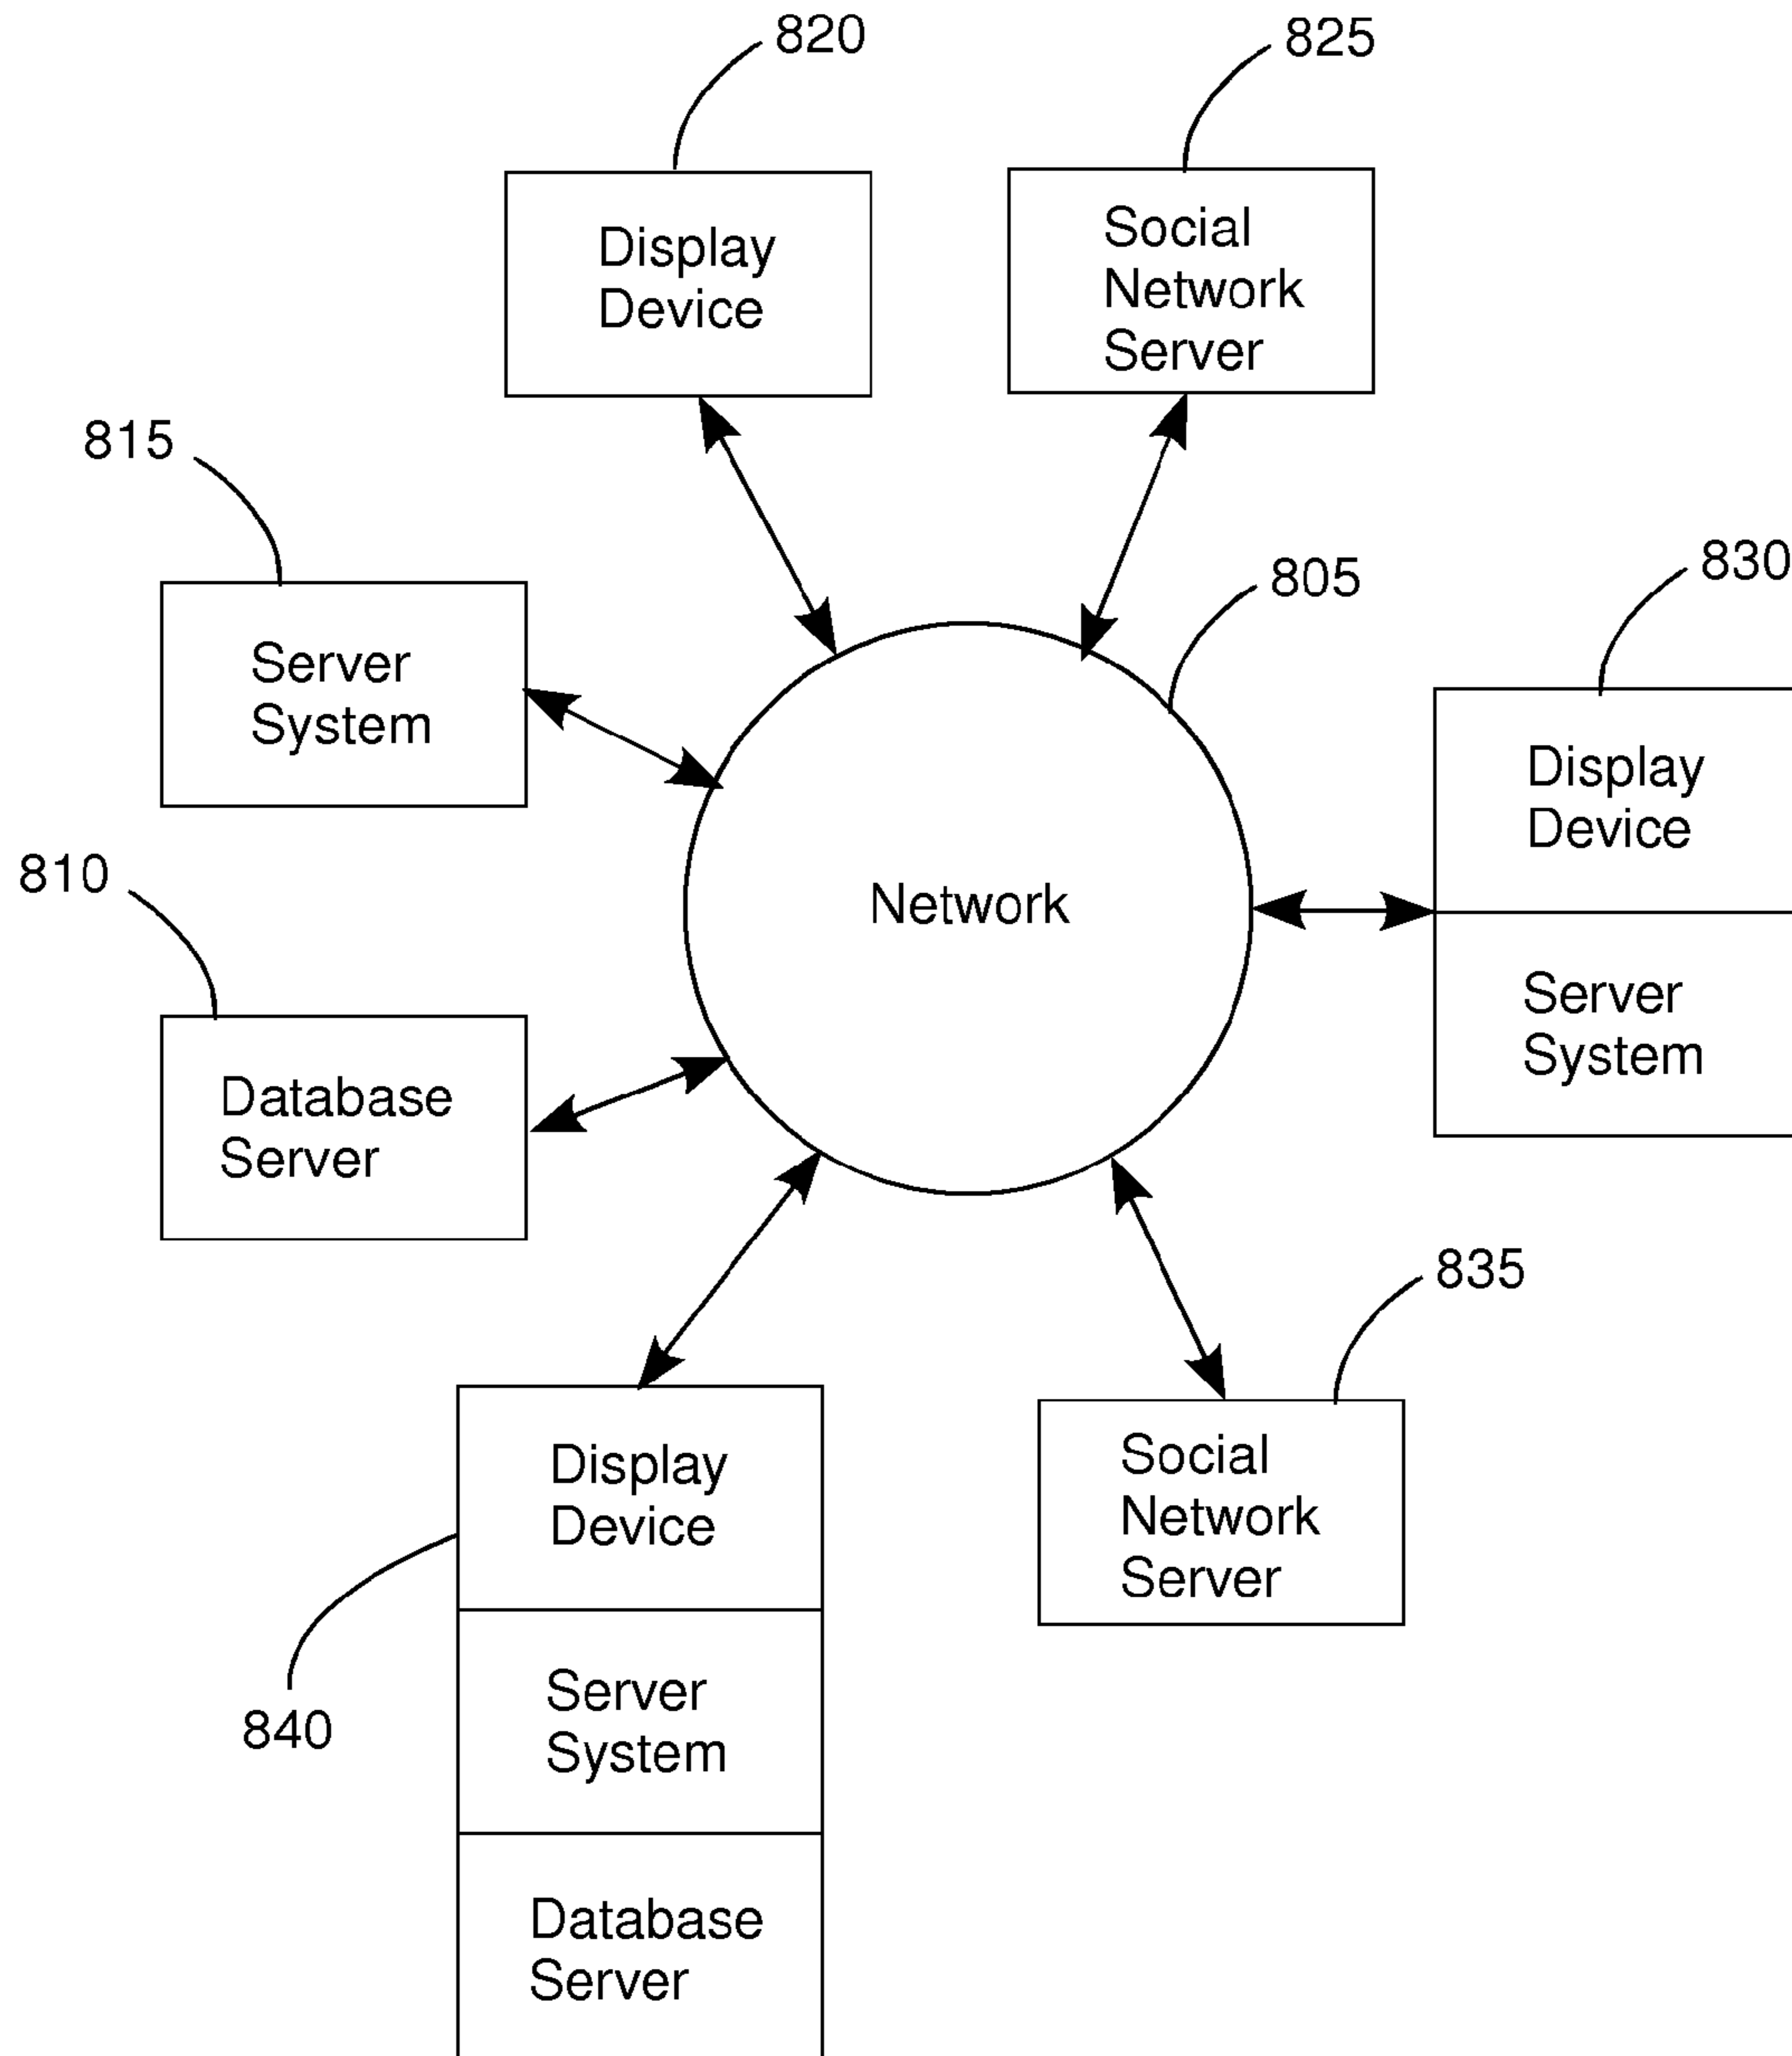 820
825
Display
Device
Social
Network
Server
815
805
830
Server
System
Display
Device
810
Network
Database
Server
Server
System
835
Display
Device
Social
Network
Server
840
Server
System
Database
Server